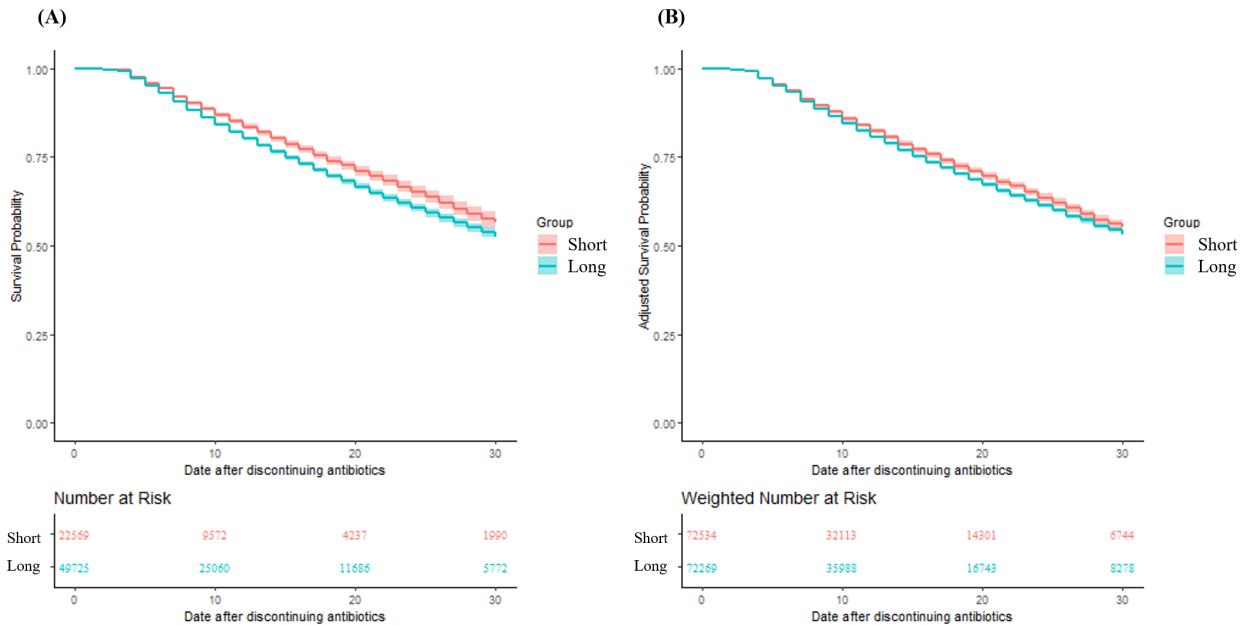 (A)
1.00
0.75
0.50
0.25
0.00
Survival Probability
0 10 20 30
Date after discontinuing antibiotics
Group
Short
Long
Number at Risk
Short 22569 9572 4237 1990
Long 49725 25060 11686 5772
0 10 20 30
Date after discontinuing antibiotics
(B)
1.00
0.75
0.50
0.25
0.00
Adjusted Survival Probability
0 10 20 30
Date after discontinuing antibiotics
Group
Short
Long
Weighted Number at Risk
Short 72534 32113 14301 6744
Long 72269 35988 16743 8278
0 10 20 30
Date after discontinuing antibiotics